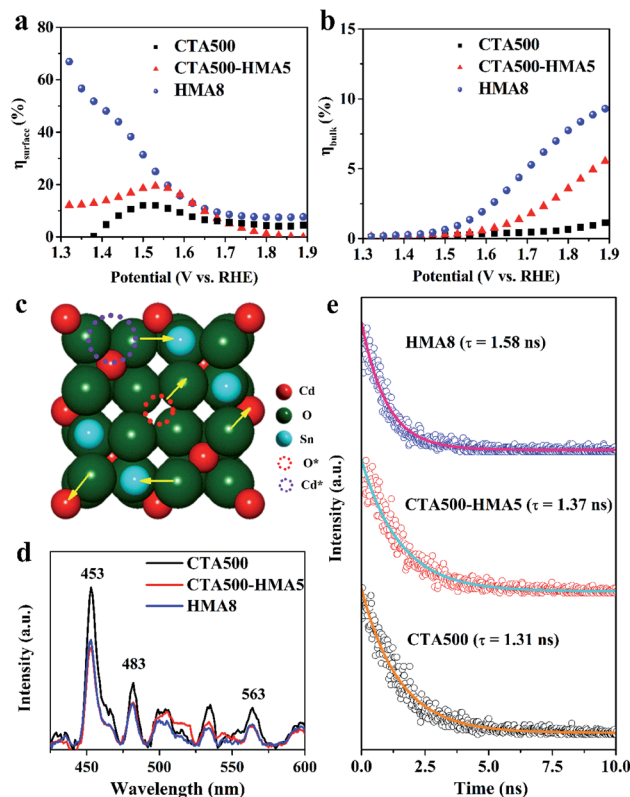 a
80
60
40
20
0
η_surface (%)
CTA500
CTA500-HMA5
HMA8
1.3 1.4 1.5 1.6 1.7 1.8 1.9
Potential (V vs. RHE)
b
15
10
5
0
η_bulk (%)
CTA500
CTA500-HMA5
HMA8
1.3 1.4 1.5 1.6 1.7 1.8 1.9
Potential (V vs. RHE)
c
Cd
O
Sn
O*
Cd*
d
CTA500
CTA500-HMA5
HMA8
453
483
563
Intensity (a.u.)
450 500 550 600
Wavelength (nm)
e
HMA8 (τ = 1.58 ns)
CTA500-HMA5 (τ = 1.37 ns)
CTA500 (τ = 1.31 ns)
Intensity (a.u.)
0.0 2.5 5.0 7.5 10.0
Time (ns)